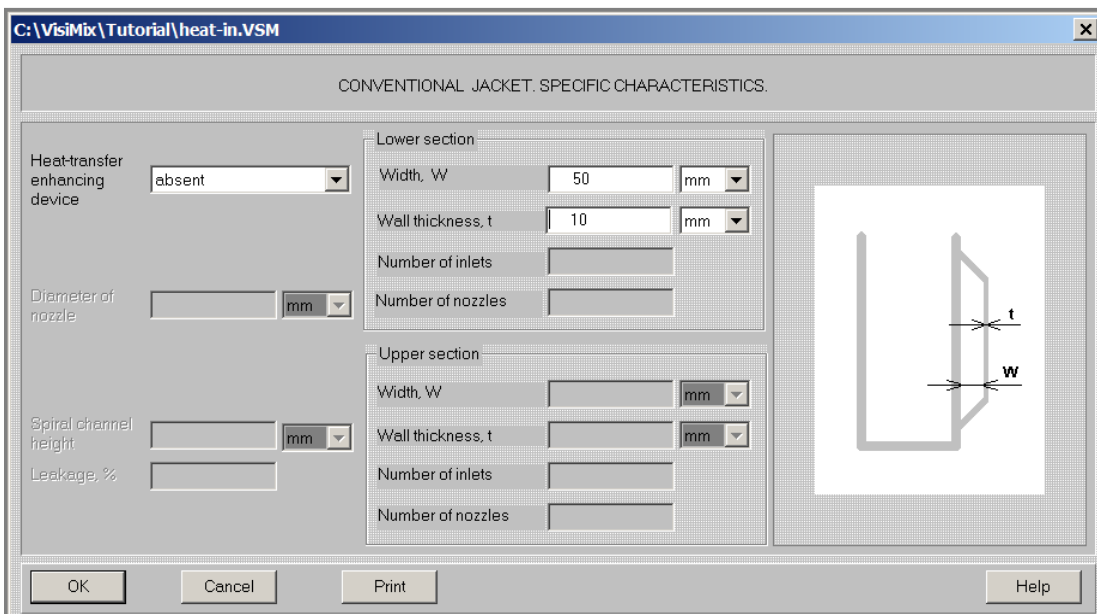 C:\VisiMix\Tutorial\heat-in.VSM
CONVENTIONAL JACKET. SPECIFIC CHARACTERISTICS.
Heat-transfer
enhancing
device
absent
Diameter of
nozzle
mm
Spiral channel
height
mm
Leakage, %
Lower section
Width, W 50 mm
Wall thickness, t 10 mm
Number of inlets
Number of nozzles
Upper section
Width, W mm
Wall thickness, t mm
Number of inlets
Number of nozzles
t
W
OK Cancel Print Help